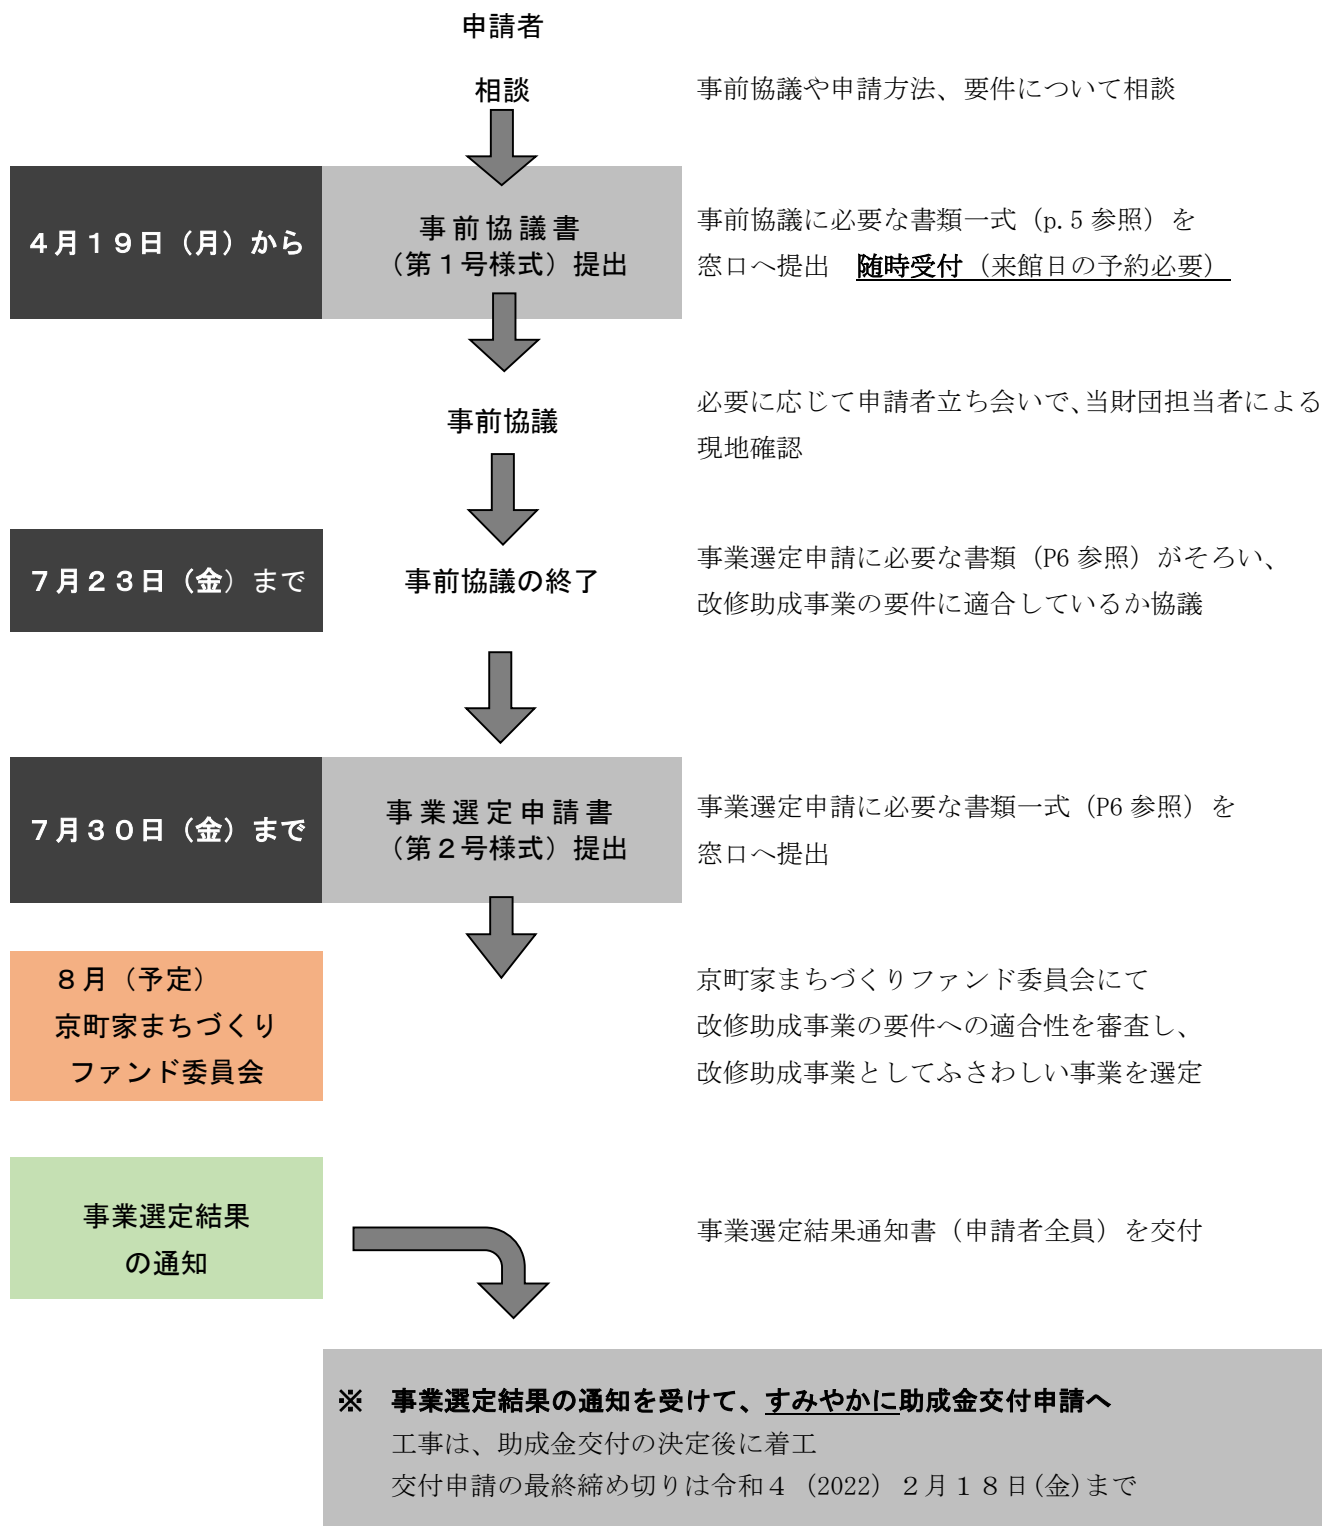 申請者
相談
事前協議や申請方法、要件について相談
４月１９日（月）から
事前協議書
（第１号様式）提出
事前協議に必要な書類一式（p.5 参照）を
窓口へ提出　随時受付（来館日の予約必要）
事前協議
必要に応じて申請者立ち会いで、当財団担当者による
現地確認
７月２３日（金）まで
事前協議の終了
事業選定申請に必要な書類（P6 参照）がそろい、
改修助成事業の要件に適合しているか協議
７月３０日（金）まで
事業選定申請書
（第２号様式）提出
事業選定申請に必要な書類一式（P6 参照）を
窓口へ提出
８月（予定）
京町家まちづくり
ファンド委員会
京町家まちづくりファンド委員会にて
改修助成事業の要件への適合性を審査し、
改修助成事業としてふさわしい事業を選定
事業選定結果
の通知
事業選定結果通知書（申請者全員）を交付
※　事業選定結果の通知を受けて、すみやかに助成金交付申請へ
工事は、助成金交付の決定後に着工
交付申請の最終締め切りは令和４（2022）２月１８日(金)まで